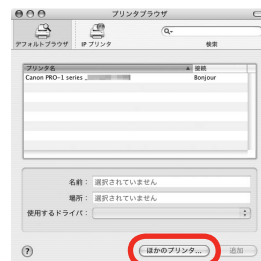 プリンタブラウザ
デフォルトブラウザ IP プリンタ 検索
プリンタ名 接続
Canon PRO-1 series _ Bonjour
名前： 選択されていません
場所： 選択されていません
使用するドライバ：
? ほかのプリンタ... 追加